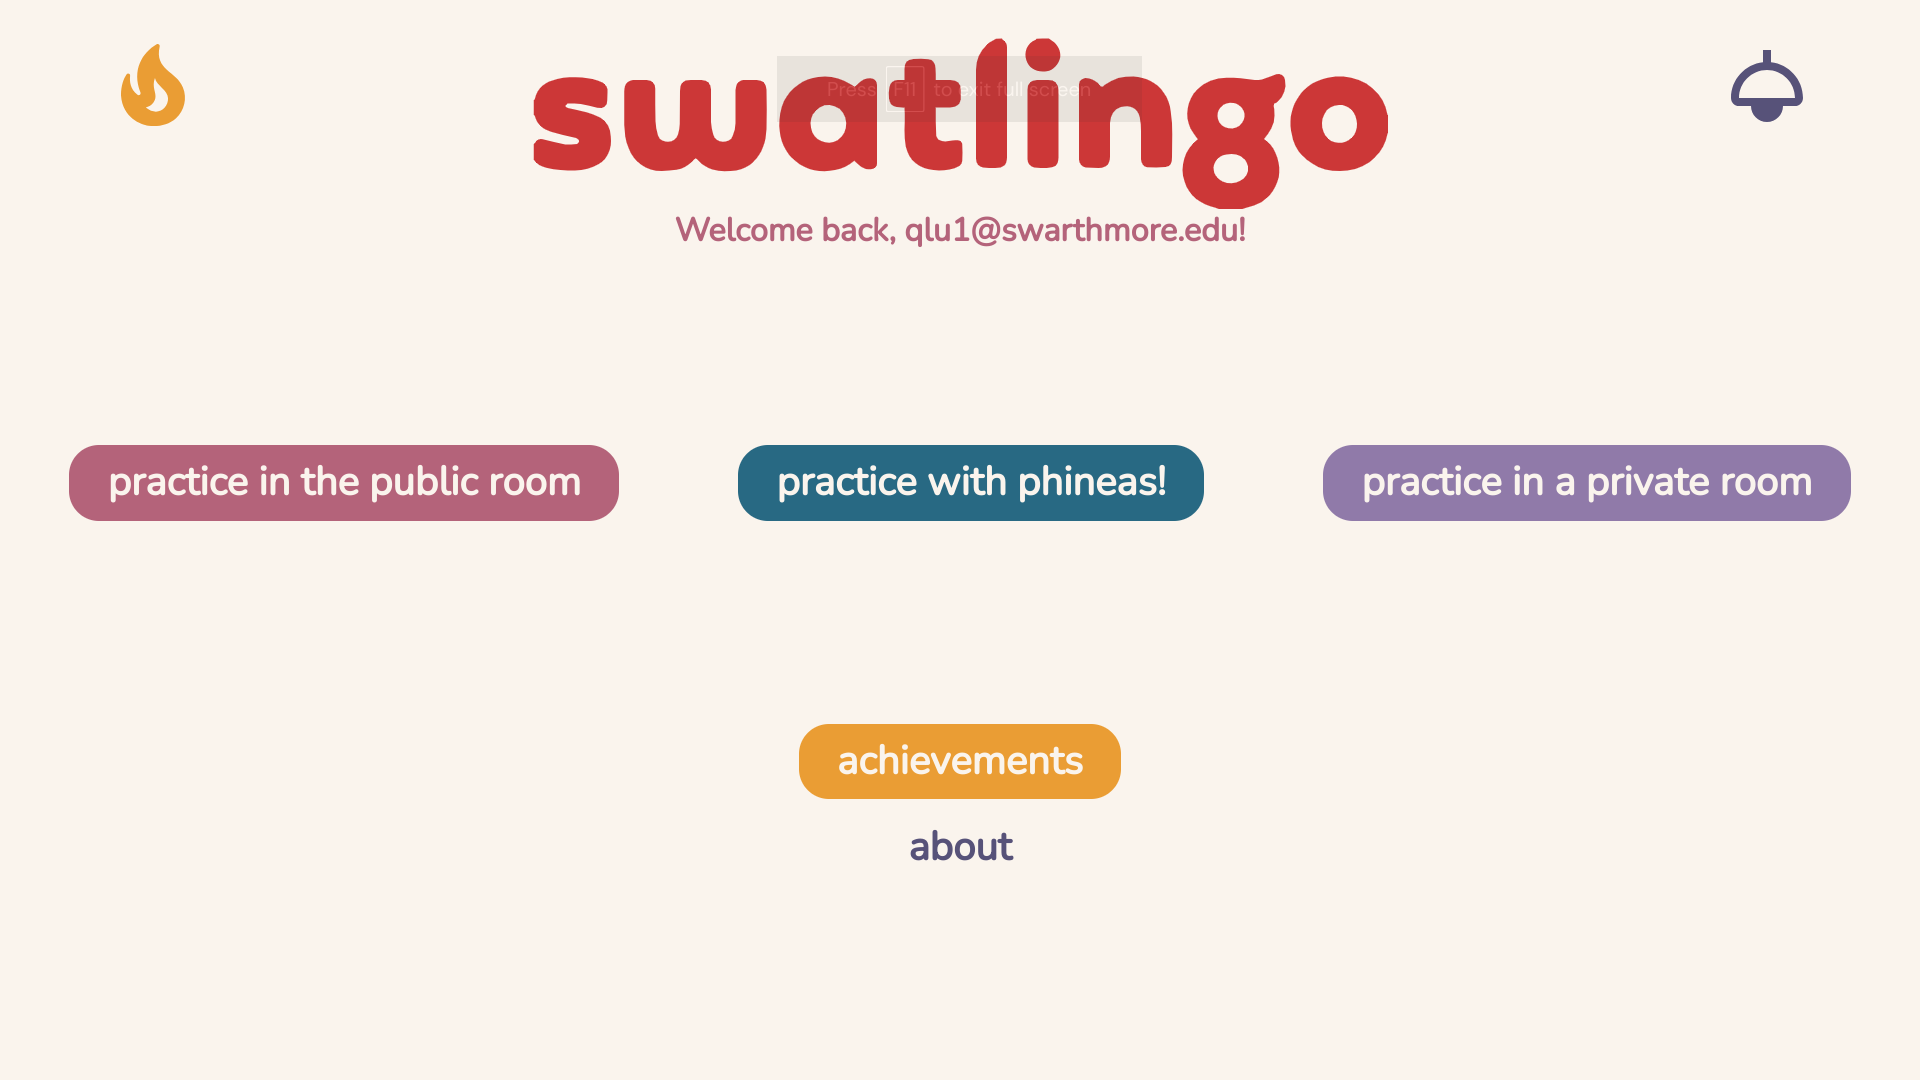 swatlingo
Press F11 to exit full screen
Welcome back, qlu1@swarthmore.edu!
practice in the public room
practice with phineas!
practice in a private room
achievements
about